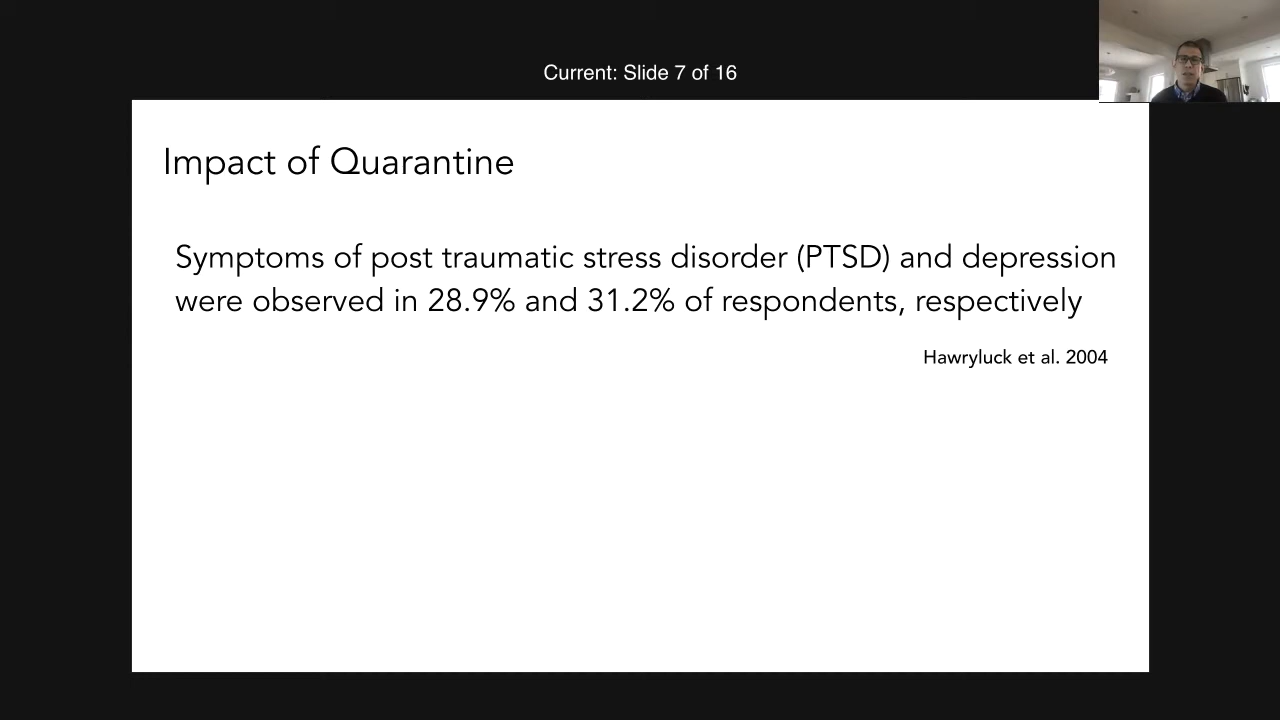 Current: Slide 7 of 16
Impact of Quarantine
Symptoms of post traumatic stress disorder (PTSD) and depression
were observed in 28.9% and 31.2% of respondents, respectively
Hawryluck et al. 2004